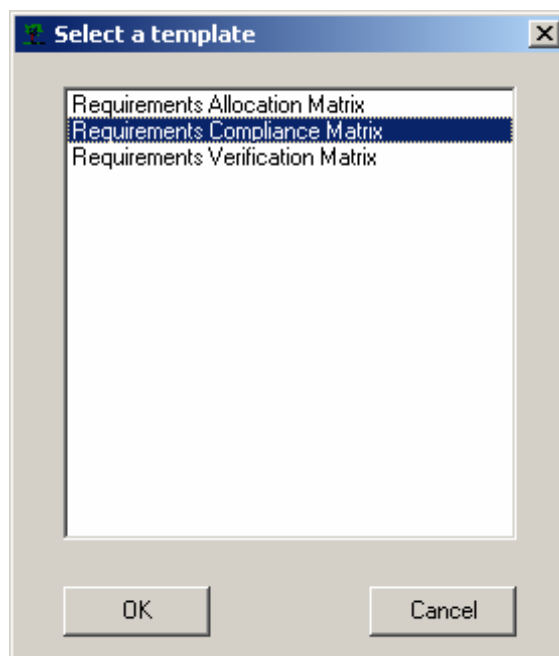 Select a template
Requirements Allocation Matrix
Requirements Compliance Matrix
Requirements Verification Matrix
OK Cancel